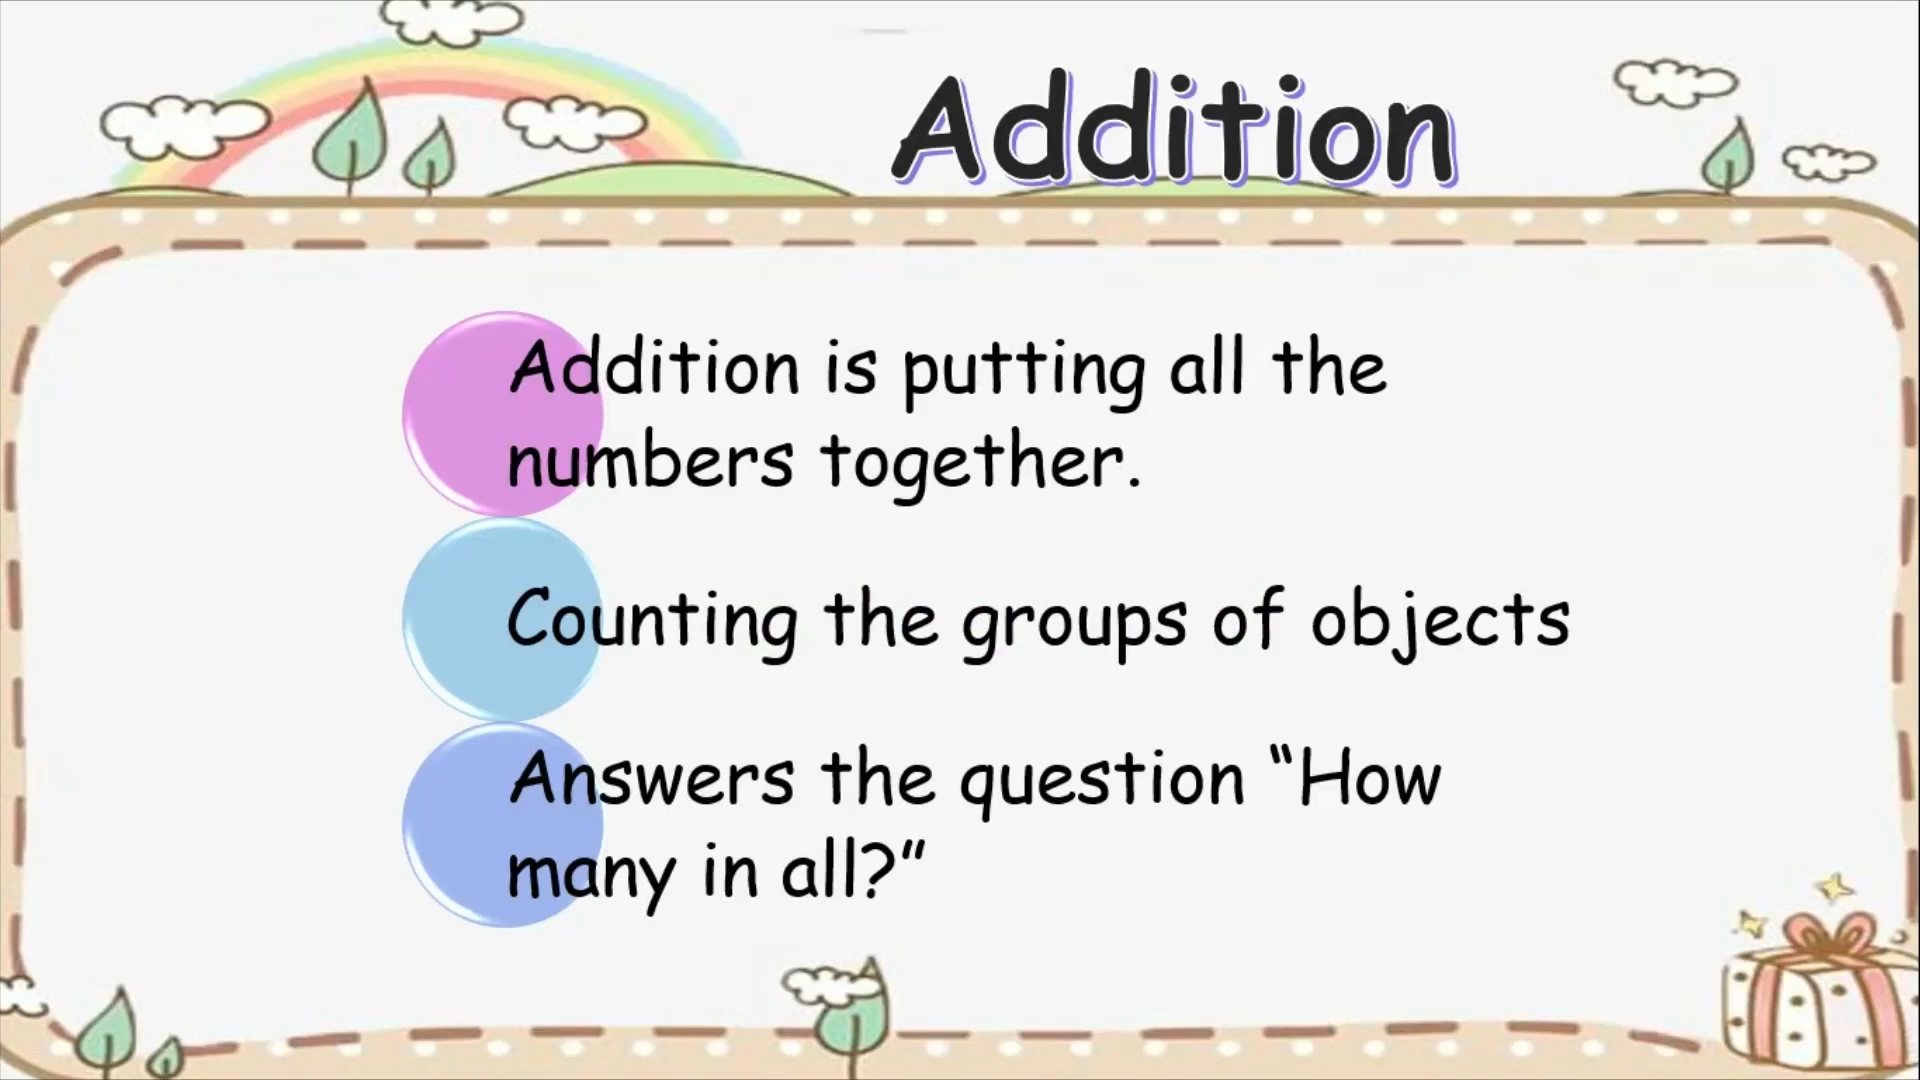 Addition
Addition is putting all the
numbers together.
Counting the groups of objects
Answers the question “How
many in all?”